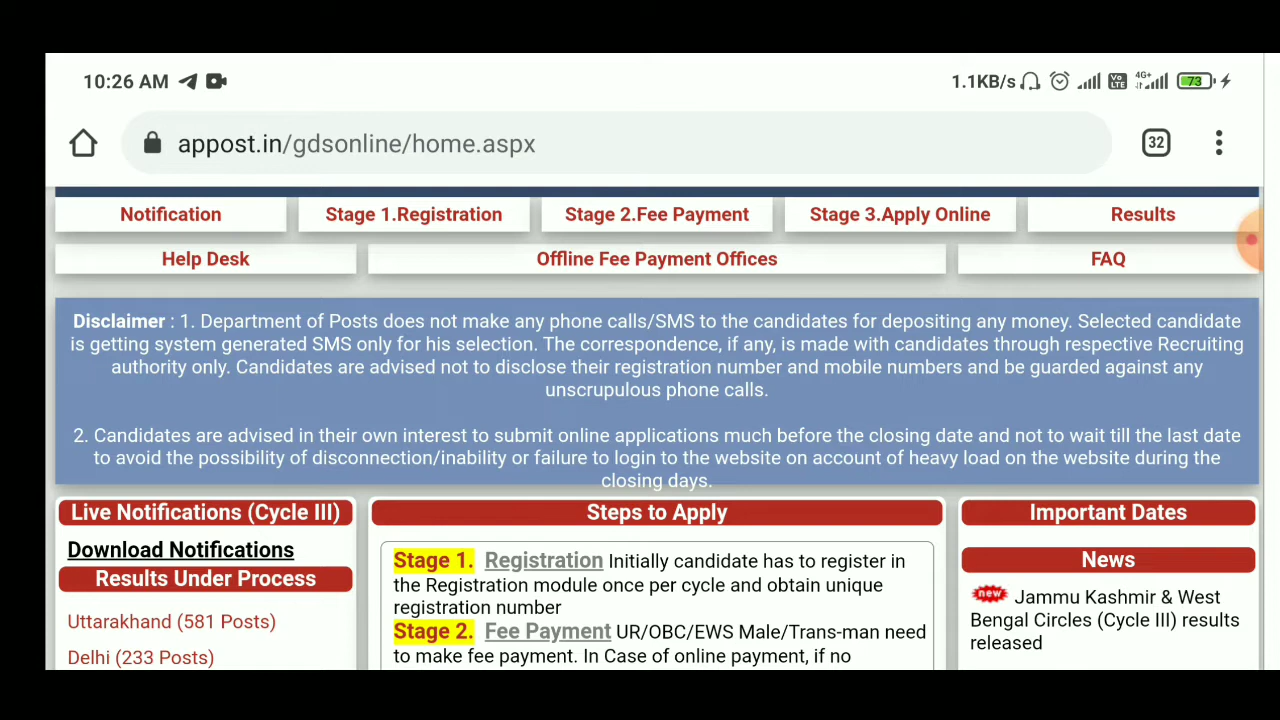 10:26 AM
1.1KB/s Vo LTE 4G+ 73
appost.in/gdsonline/home.aspx
32
Notification
Stage 1.Registration
Stage 2.Fee Payment
Stage 3.Apply Online
Results
Help Desk
Offline Fee Payment Offices
FAQ
Disclaimer : 1. Department of Posts does not make any phone calls/SMS to the candidates for depositing any money. Selected candidate
is getting system generated SMS only for his selection. The correspondence, if any, is made with candidates through respective Recruiting
authority only. Candidates are advised not to disclose their registration number and mobile numbers and be guarded against any
unscrupulous phone calls.
2. Candidates are advised in their own interest to submit online applications much before the closing date and not to wait till the last date
to avoid the possibility of disconnection/inability or failure to login to the website on account of heavy load on the website during the
closing days.
Live Notifications (Cycle III)
Download Notifications
Results Under Process
Uttarakhand (581 Posts)
Delhi (233 Posts)
Steps to Apply
Stage 1. Registration Initially candidate has to register in
the Registration module once per cycle and obtain unique
registration number
Stage 2. Fee Payment UR/OBC/EWS Male/Trans-man need
to make fee payment. In Case of online payment, if no
Important Dates
News
new Jammu Kashmir & West
Bengal Circles (Cycle III) results
released